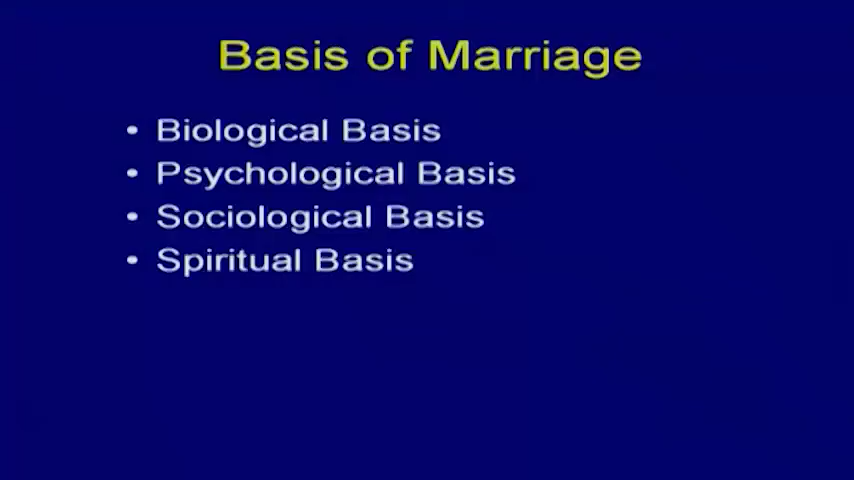 Basis of Marriage
• Biological Basis
• Psychological Basis
• Sociological Basis
• Spiritual Basis